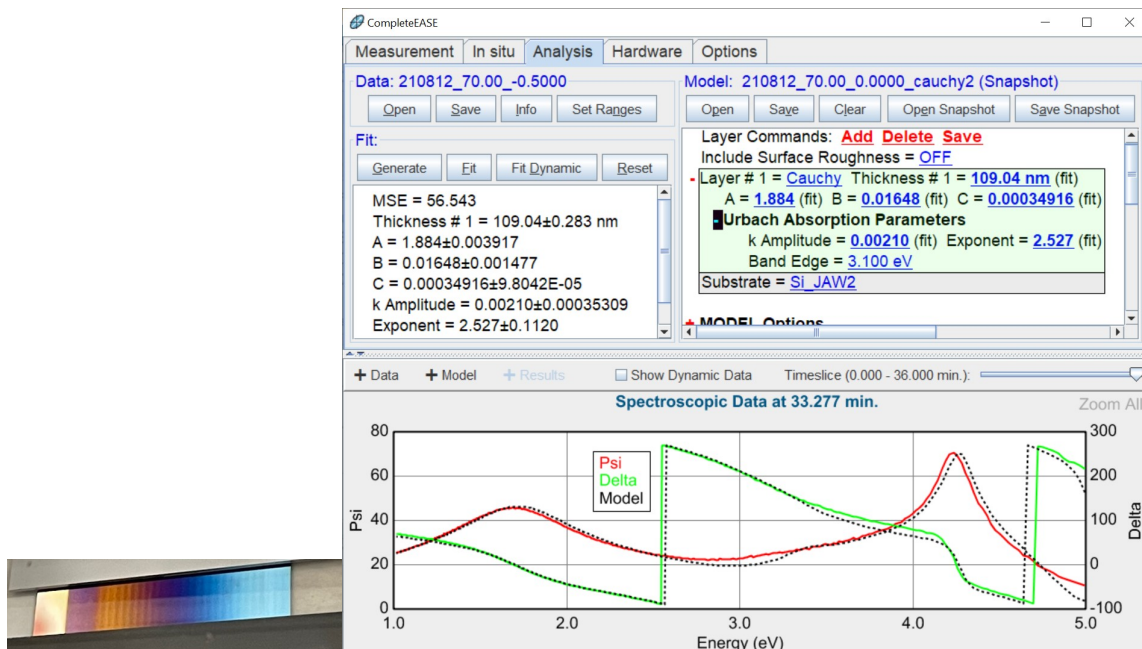 CompleteEASE
Measurement In situ Analysis Hardware Options
Data: 210812_70.00_-0.5000
Open Save Info Set Ranges
Fit:
Generate Fit Fit Dynamic Reset
MSE = 56.543
Thickness # 1 = 109.04±0.283 nm
A = 1.884±0.003917
B = 0.01648±0.001477
C = 0.00034916±9.8042E-05
k Amplitude = 0.00210±0.00035309
Exponent = 2.527±0.1120
Model: 210812_70.00_0.0000_cauchy2 (Snapshot)
Open Save Clear Open Snapshot Save Snapshot
Layer Commands: Add Delete Save
Include Surface Roughness = OFF
- Layer # 1 = Cauchy Thickness # 1 = 109.04 nm (fit)
A = 1.884 (fit) B = 0.01648 (fit) C = 0.00034916 (fit)
- Urbach Absorption Parameters
k Amplitude = 0.00210 (fit) Exponent = 2.527 (fit)
Band Edge = 3.100 eV
Substrate = Si_JAW2
+ MODEL Options
+ Data + Model + Results Show Dynamic Data Timeslice (0.000 - 36.000 min.):
Spectroscopic Data at 33.277 min.
Zoom All
80
60
40
20
0
Psi
Psi
Delta
Model
300
200
100
0
-100
Delta
1.0 2.0 3.0 4.0 5.0
Energy (eV)